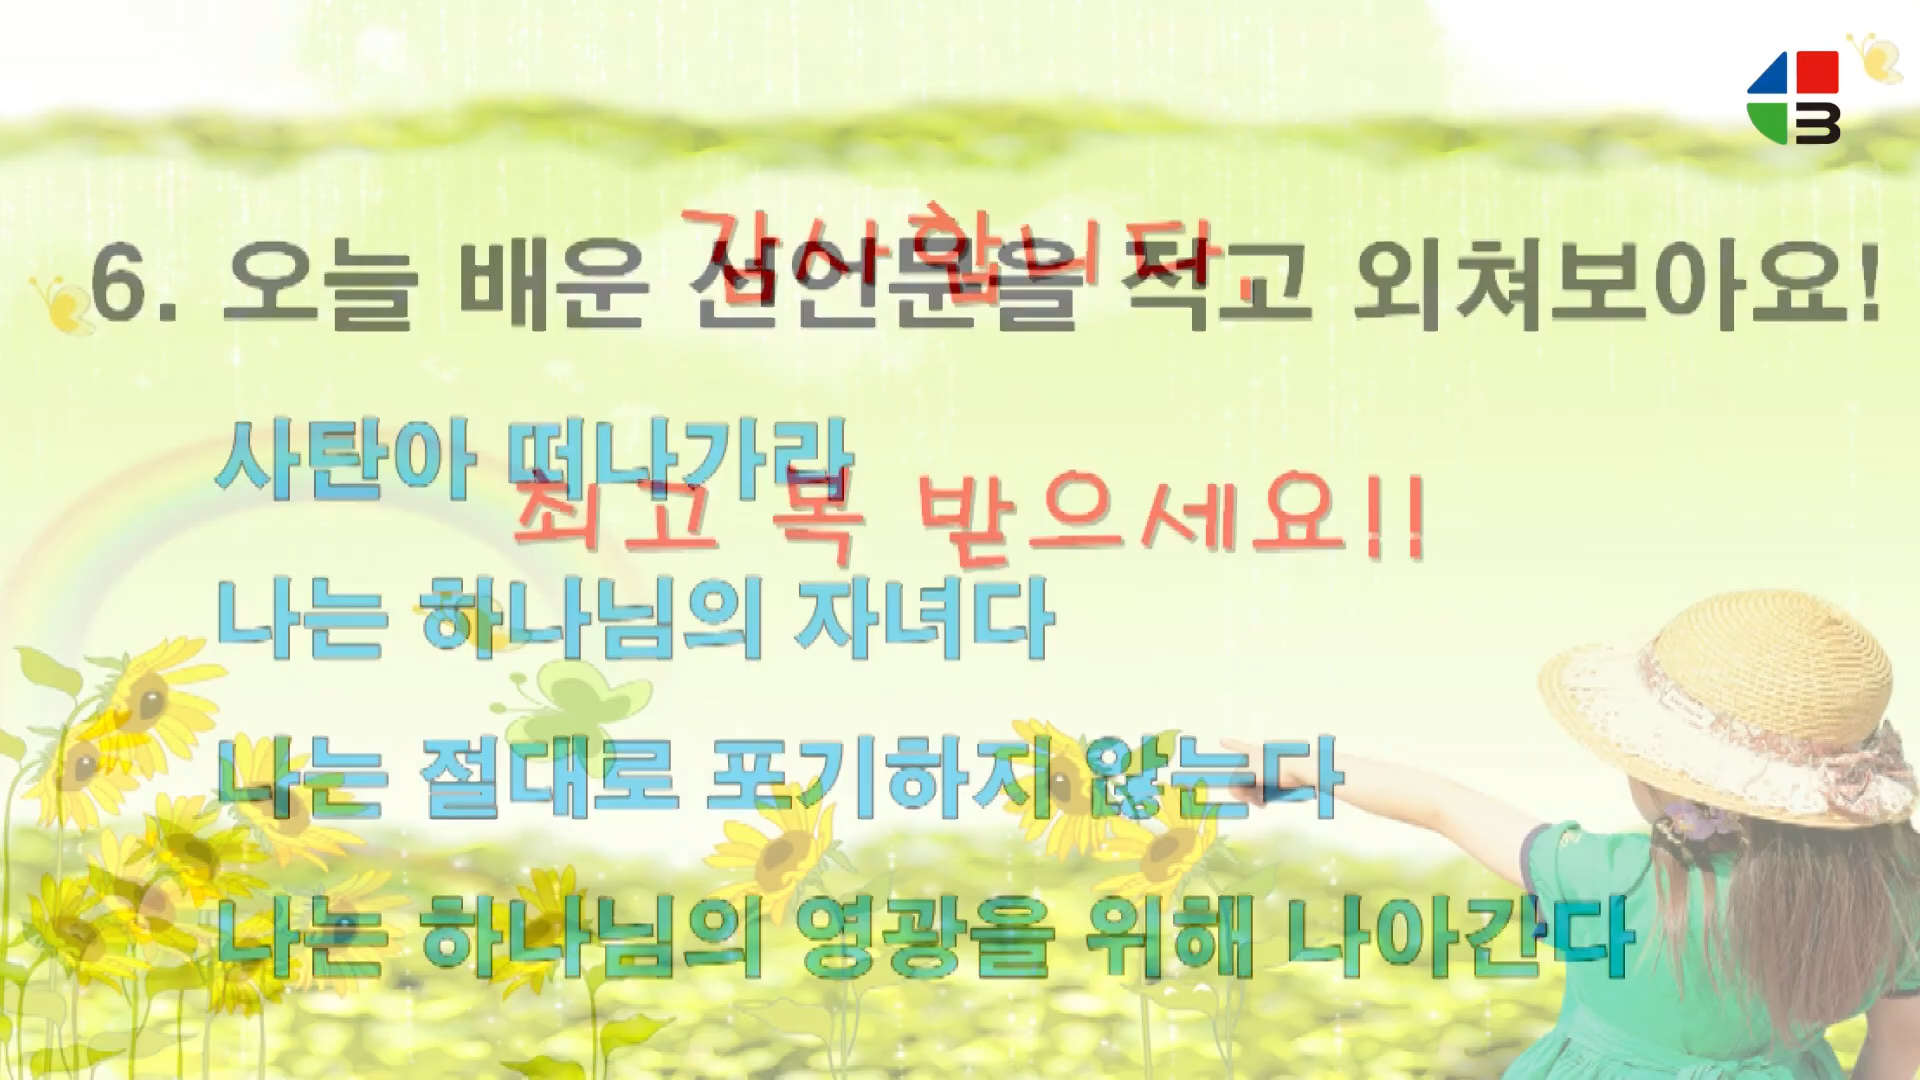 감사합니다.
6. 오늘 배운 선언문을 적고 외쳐보아요!
사탄아 떠나가라
최고 복 받으세요!!
나는 하나님의 자녀다
나는 절대로 포기하지 않는다
나는 하나님의 영광을 위해 나아간다